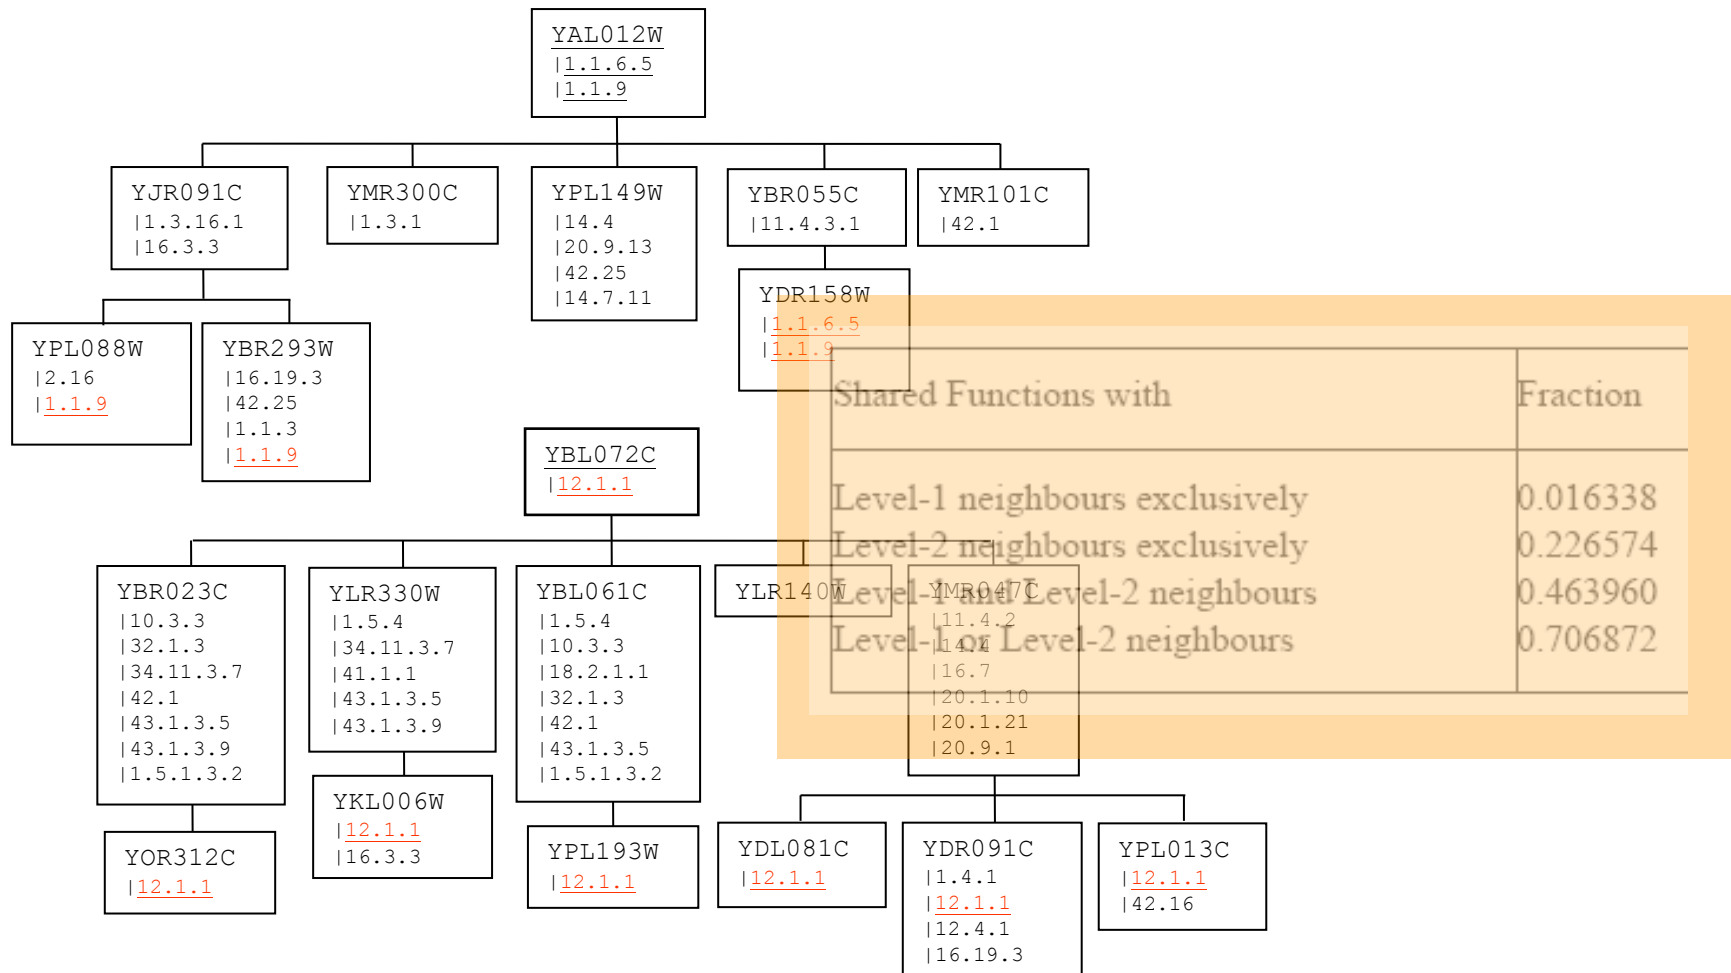 YAL012W
|1.1.6.5
|1.1.9
YJR091C
|1.3.16.1
|16.3.3
YMR300C
|1.3.1
YPL149W
|14.4
|20.9.13
|42.25
|14.7.11
YBR055C
|11.4.3.1
YMR101C
|42.1
YPL088W
|2.16
|1.1.9
YBR293W
|16.19.3
|42.25
|1.1.3
|1.1.9
YDR158W
|1.1.6.5
|1.1.9
Shared Functions with Fraction
Level-1 neighbours exclusively 0.016338
Level-2 neighbours exclusively 0.226574
Level-1 and Level-2 neighbours 0.463960
Level-1 or Level-2 neighbours 0.706872
YBL072C
|12.1.1
YBR023C
|10.3.3
|32.1.3
|34.11.3.7
|42.1
|43.1.3.5
|43.1.3.9
|1.5.1.3.2
YLR330W
|1.5.4
|34.11.3.7
|41.1.1
|43.1.3.5
|43.1.3.9
YBL061C
|1.5.4
|10.3.3
|18.2.1.1
|32.1.3
|42.1
|43.1.3.5
|1.5.1.3.2
YLR140W
YMR047C
|11.4.2
|14.4
|16.7
|20.1.10
|20.1.21
|20.9.1
YOR312C
|12.1.1
YKL006W
|12.1.1
|16.3.3
YPL193W
|12.1.1
YDL081C
|12.1.1
YDR091C
|1.4.1
|12.1.1
|12.4.1
|16.19.3
YPL013C
|12.1.1
|42.16